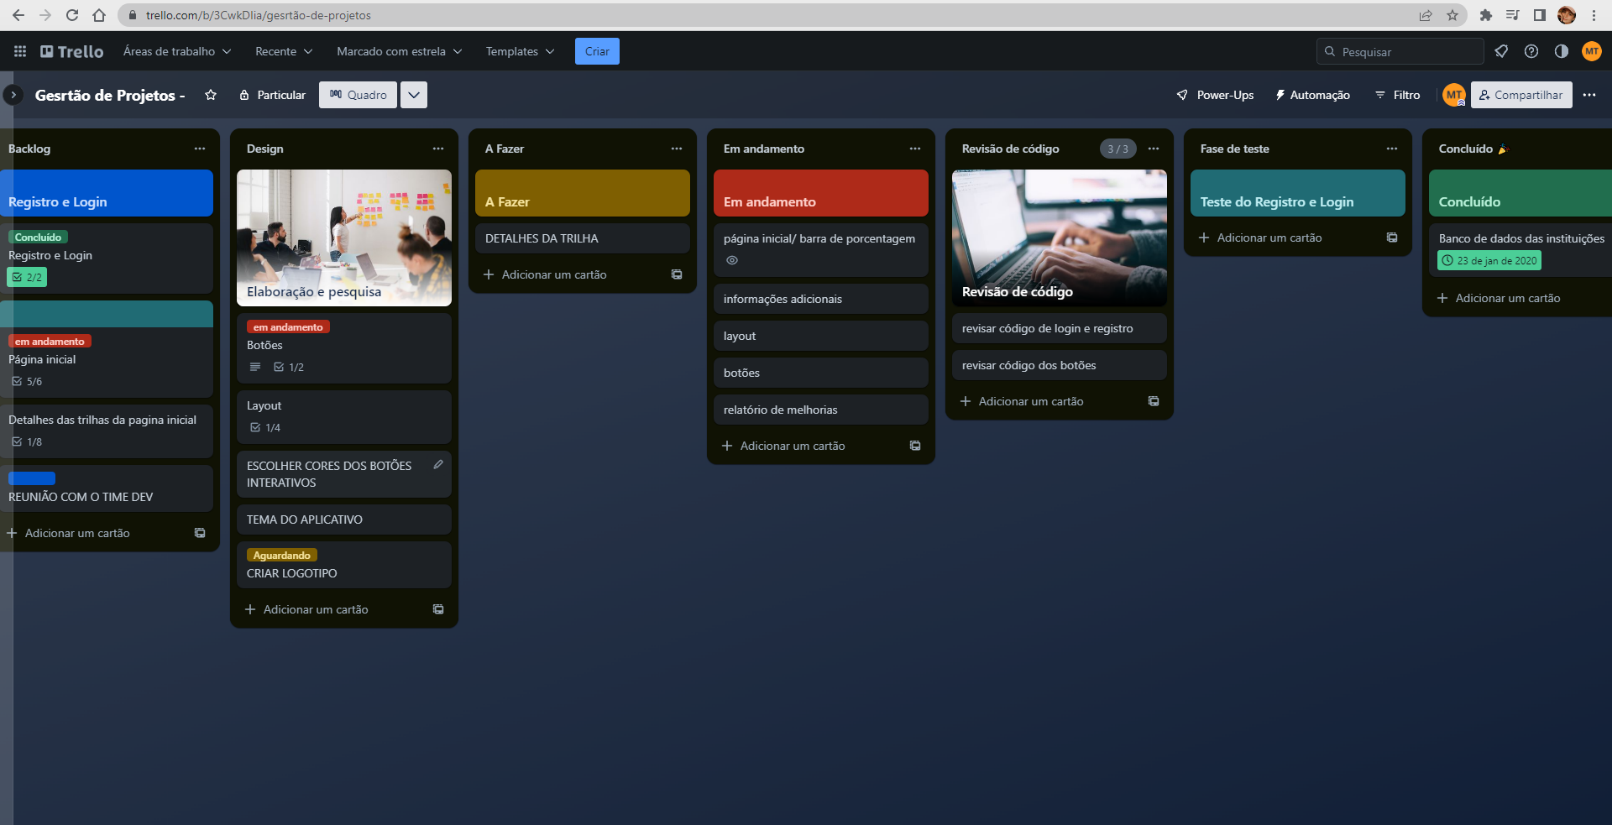 trello.com/b/3CwkDlia/gesrtão-de-projetos
Trello
Áreas de trabalho
Recente
Marcado com estrela
Templates
Criar
Pesquisar
MT
Gesrtão de Projetos -
Particular
Quadro
Power-Ups
Automação
Filtro
MT
Compartilhar
Backlog
Registro e Login
Concluído
Registro e Login
2/2
em andamento
Página inicial
5/6
Detalhes das trilhas da pagina inicial
1/8
REUNIÃO COM O TIME DEV
Adicionar um cartão
Design
Elaboração e pesquisa
em andamento
Botões
1/2
Layout
1/4
ESCOLHER CORES DOS BOTÕES
INTERATIVOS
TEMA DO APLICATIVO
Aguardando
CRIAR LOGOTIPO
Adicionar um cartão
A Fazer
A Fazer
DETALHES DA TRILHA
Adicionar um cartão
Em andamento
Em andamento
página inicial/ barra de porcentagem
informações adicionais
layout
botões
relatório de melhorias
Adicionar um cartão
Revisão de código
3 / 3
Revisão de código
revisar código de login e registro
revisar código dos botões
Adicionar um cartão
Fase de teste
Teste do Registro e Login
Adicionar um cartão
Concluído 🎉
Concluído
Banco de dados das instituições
23 de jan de 2020
Adicionar um cartão